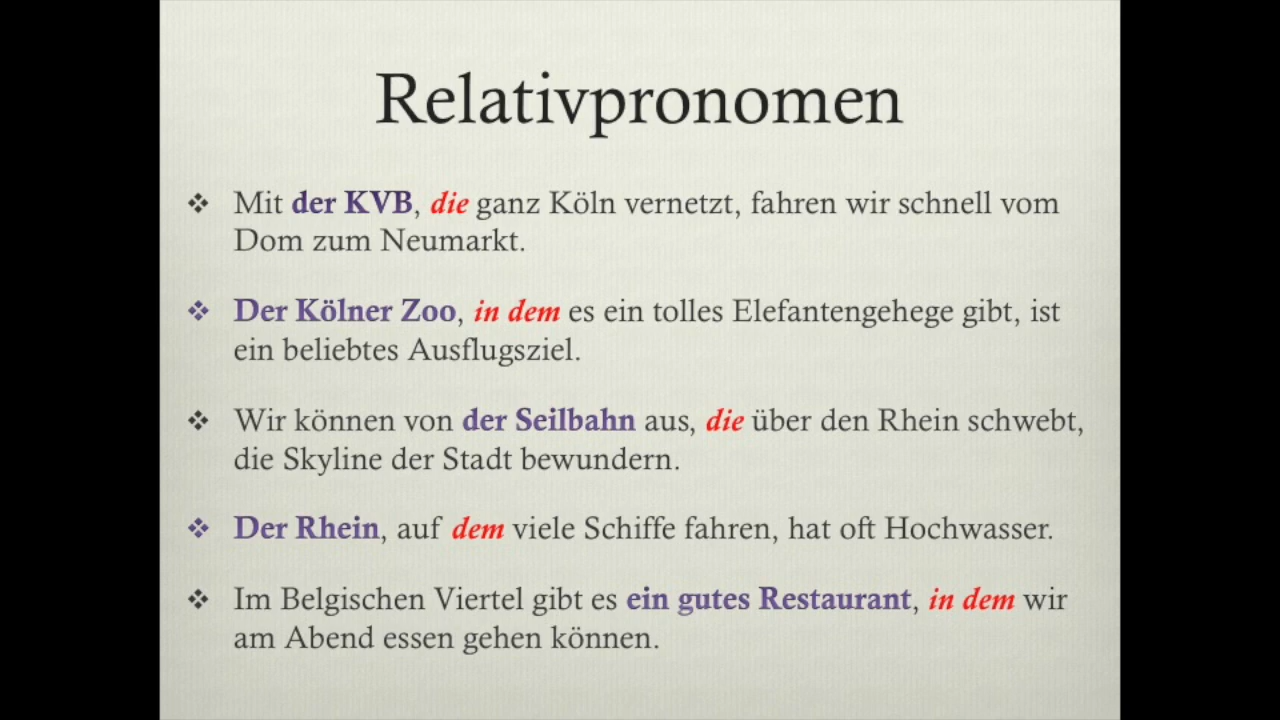 Relativpronomen
❖ Mit der KVB, die ganz Köln vernetzt, fahren wir schnell vom
Dom zum Neumarkt.
❖ Der Kölner Zoo, in dem es ein tolles Elefantengehege gibt, ist
ein beliebtes Ausflugsziel.
❖ Wir können von der Seilbahn aus, die über den Rhein schwebt,
die Skyline der Stadt bewundern.
❖ Der Rhein, auf dem viele Schiffe fahren, hat oft Hochwasser.
❖ Im Belgischen Viertel gibt es ein gutes Restaurant, in dem wir
am Abend essen gehen können.